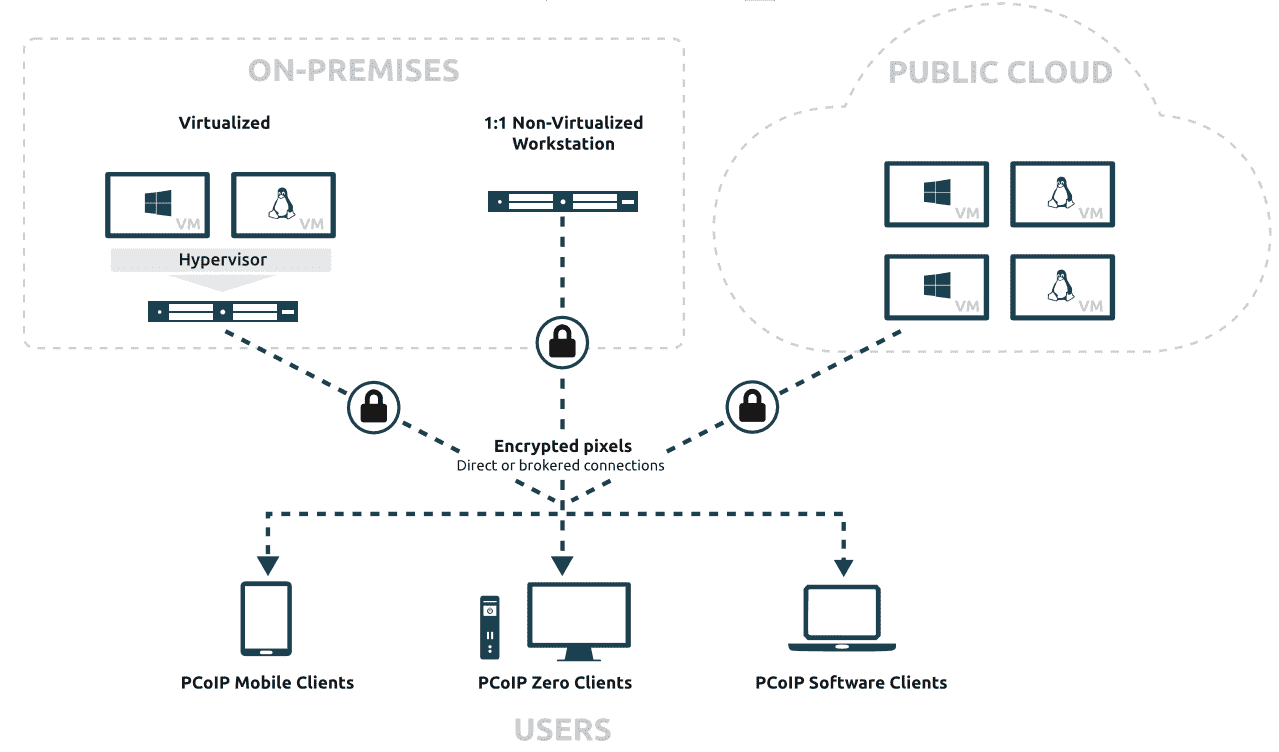 ON-PREMISES
PUBLIC CLOUD
Virtualized
1:1 Non-Virtualized
Workstation
VM
VM
VM
VM
Hypervisor
VM
VM
Encrypted pixels
Direct or brokered connections
PCoIP Mobile Clients
PCoIP Zero Clients
PCoIP Software Clients
USERS